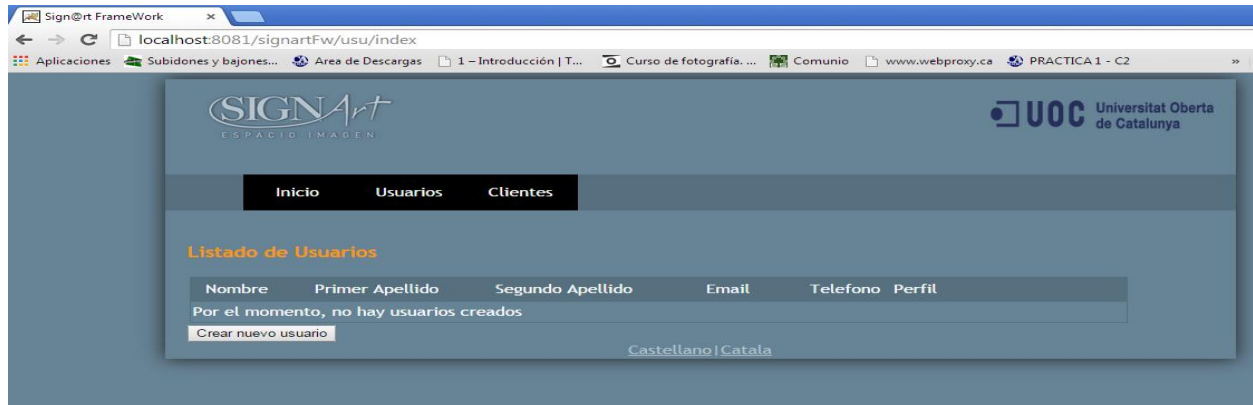 Sign@rt FrameWork
localhost:8081/signartFw/usu/index
Aplicaciones Subidones y bajones... Area de Descargas 1 – Introducción | T... Curso de fotografía. ... Comunio www.webproxy.ca PRACTICA 1 - C2 »
SIGNArt
ESPACIO IMAGEN
UOC Universitat Oberta
de Catalunya
Inicio Usuarios Clientes
Listado de Usuarios
Nombre Primer Apellido Segundo Apellido Email Telefono Perfil
Por el momento, no hay usuarios creados
Crear nuevo usuario
Castellano|Catala